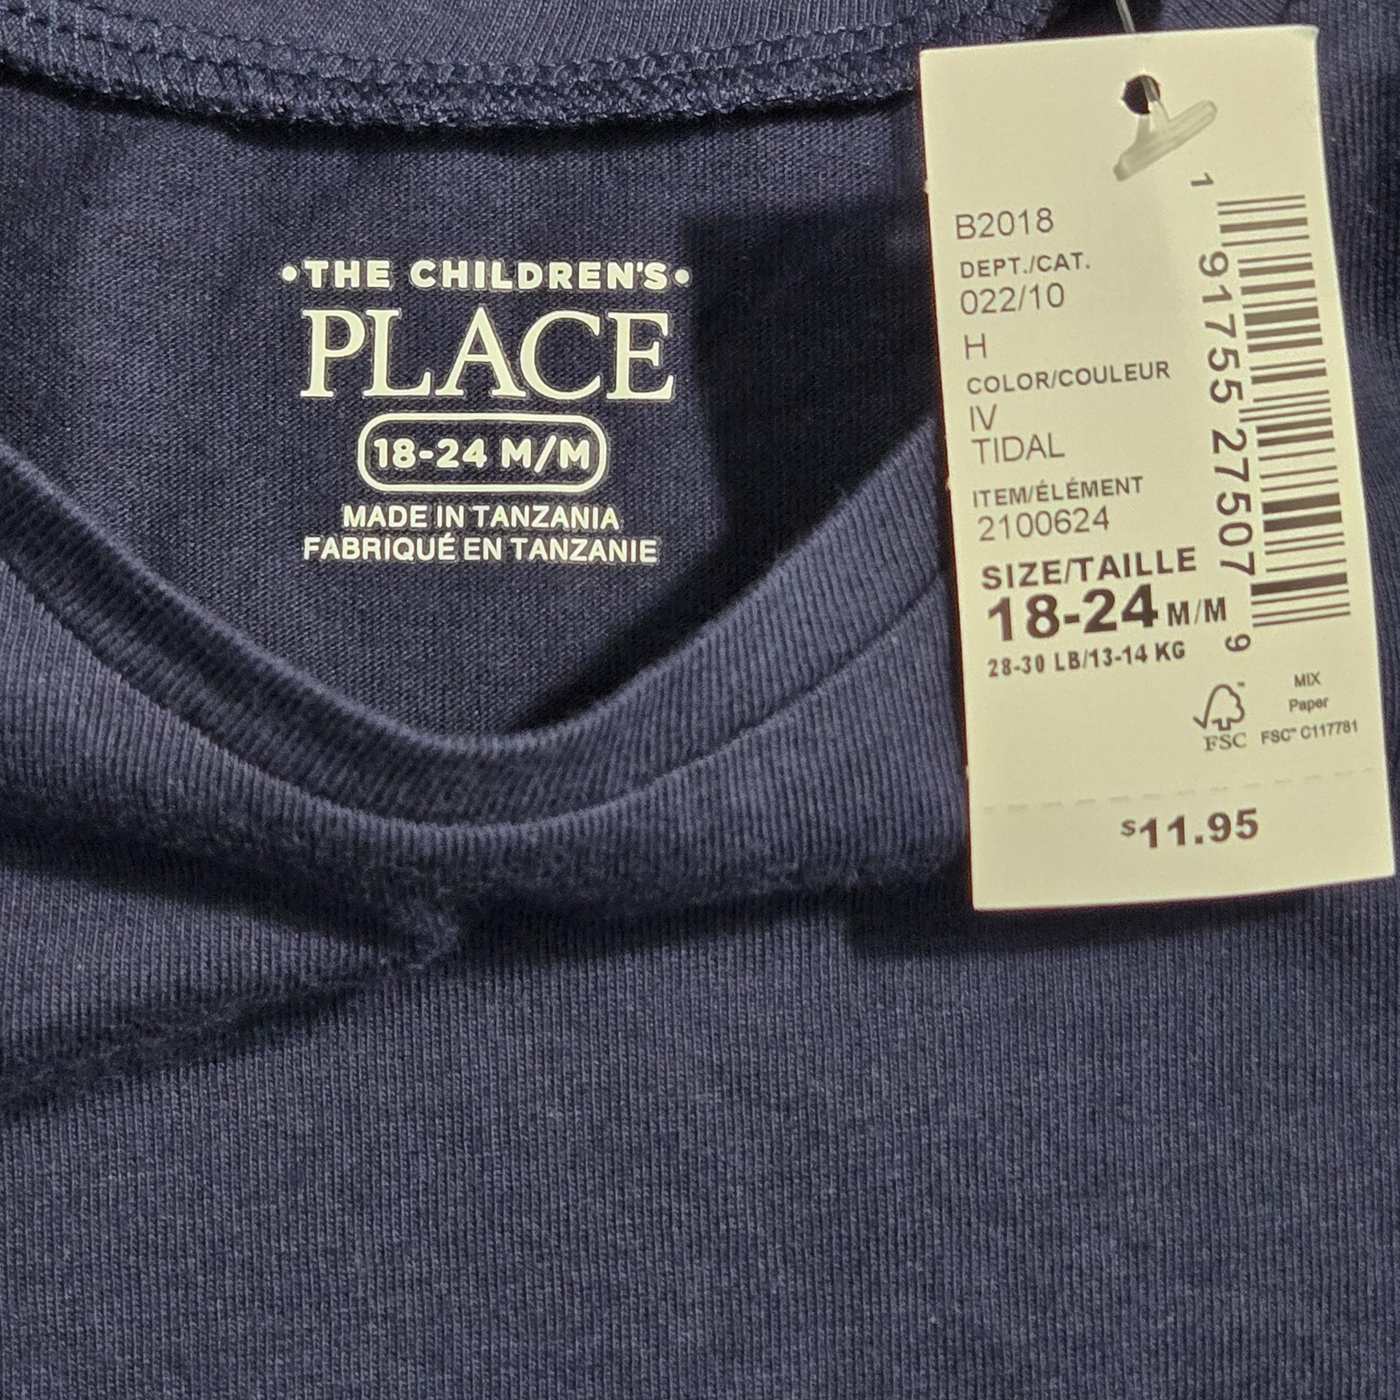 •THE CHILDREN'S•
PLACE
18-24 M/M
MADE IN TANZANIA
FABRIQUÉ EN TANZANIE
B2018
DEPT./CAT.
022/10
H
COLOR/COULEUR
IV
TIDAL
ITEM/ÉLÉMENT
2100624
SIZE/TAILLE
18-24 M/M
28-30 LB/13-14 KG
1 91755 27507 9
FSC™
MIX
Paper
FSC™ C117781
$11.95